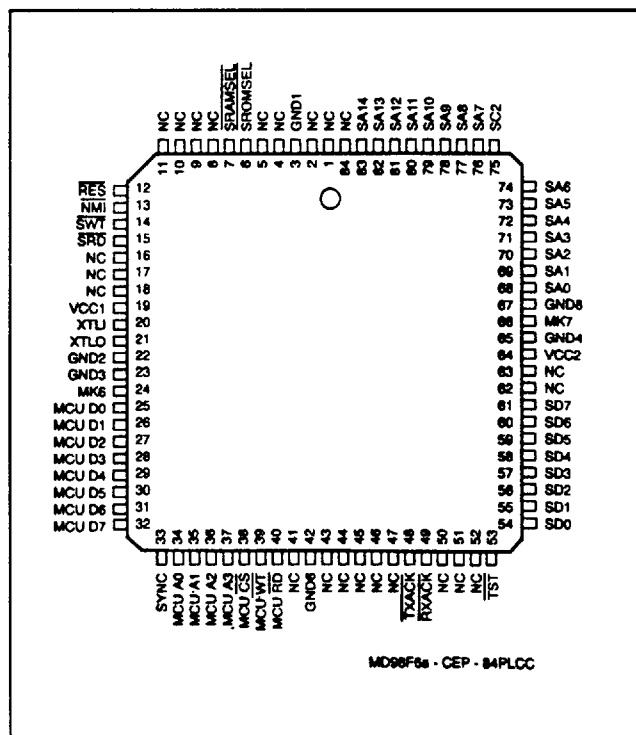 NC NC NC NC SRAMSEL SROMSEL NC NC GND1 NC NC NC SA14 SA13 SA12 SA11 SA10 SA9 SA8 SA7 SC2
11 10 9 8 7 6 5 4 3 2 1 84 83 82 81 80 79 78 77 76 75
RES 12
NMI 13
SWT 14
SRD 15
NC 16
NC 17
NC 18
VCC1 19
XTLI 20
XTLO 21
GND2 22
GND3 23
MK6 24
MCU D0 25
MCU D1 26
MCU D2 27
MCU D3 28
MCU D4 29
MCU D5 30
MCU D6 31
MCU D7 32
74 SA6
73 SA5
72 SA4
71 SA3
70 SA2
69 SA1
68 SA0
67 GND8
66 MK7
65 GND4
64 VCC2
63 NC
62 NC
61 SD7
60 SD6
59 SD5
58 SD4
57 SD3
56 SD2
55 SD1
54 SD0
33 34 35 36 37 38 39 40 41 42 43 44 45 46 47 48 49 50 51 52 53
SYNC MCU A0 MCU A1 MCU A2 MCU A3 MCU CS MCU WT MCU RD NC GND6 NC NC NC NC NC TXACK RXACK NC NC NC TST
MD96F6a - CEP - 84PLCC